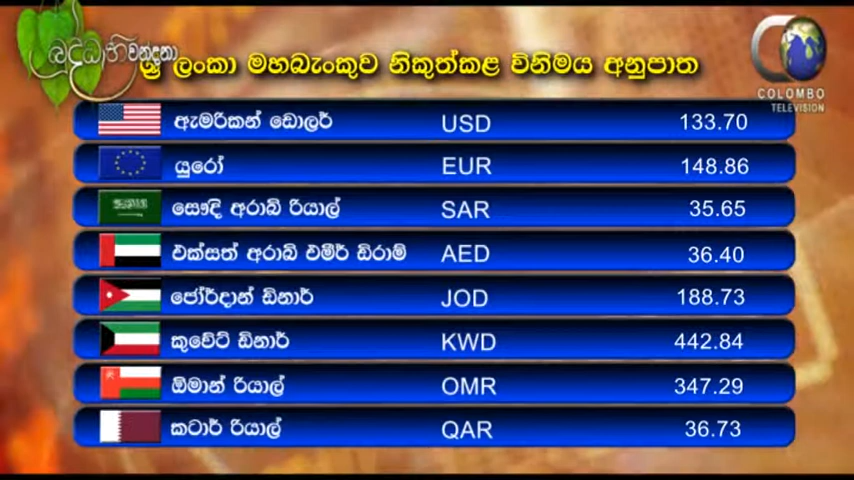 බුද්ධාභිවන්දනා
ශ්‍රී ලංකා මහබැංකුව නිකුත්කළ විනිමය අනුපාත
COLOMBO
TELEVISION
ඇමරිකන් ඩොලර් USD 133.70
යුරෝ EUR 148.86
සෞදි අරාබි රියාල් SAR 35.65
එක්සත් අරාබි එමීර් ඩිරාම් AED 36.40
ජෝර්දාන් ඩිනාර් JOD 188.73
කුවේට් ඩිනාර් KWD 442.84
ඕමාන් රියාල් OMR 347.29
කටාර් රියාල් QAR 36.73